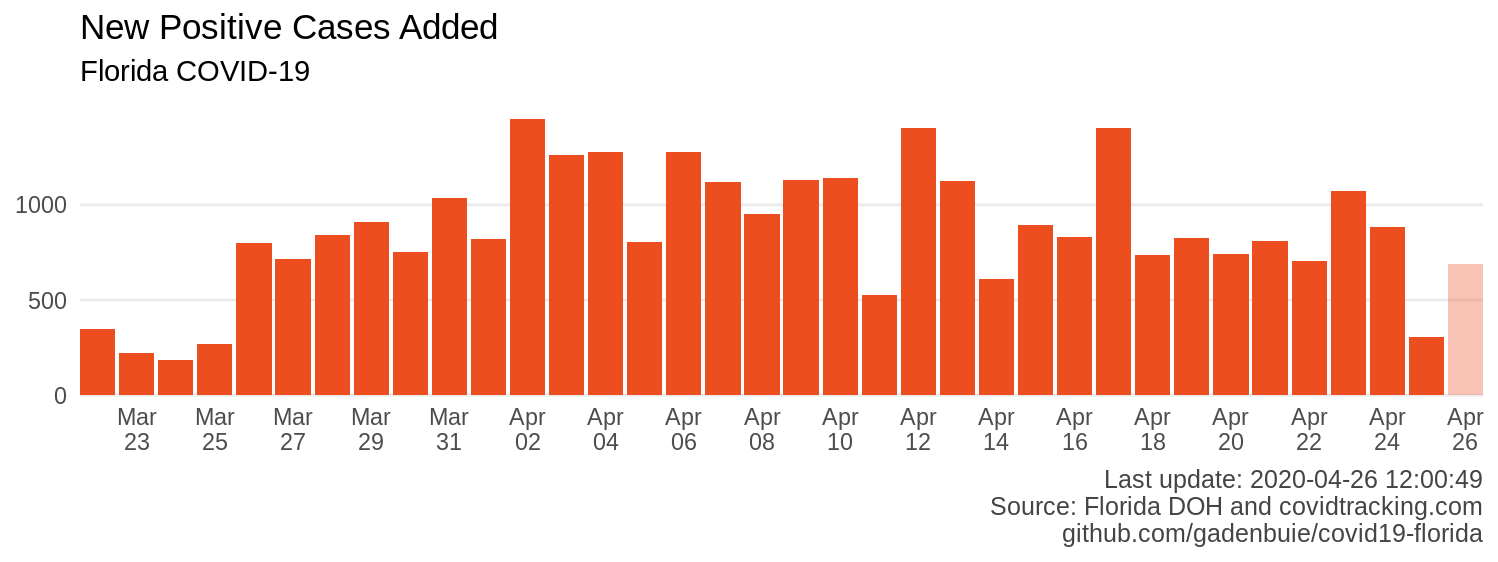 New Positive Cases Added
Florida COVID-19
1000
500
0
Mar Mar Mar Mar Mar Apr Apr Apr Apr Apr Apr Apr Apr Apr Apr Apr Apr Apr
23 25 27 29 31 02 04 06 08 10 12 14 16 18 20 22 24 26
Last update: 2020-04-26 12:00:49
Source: Florida DOH and covidtracking.com
github.com/gadenbuie/covid19-florida